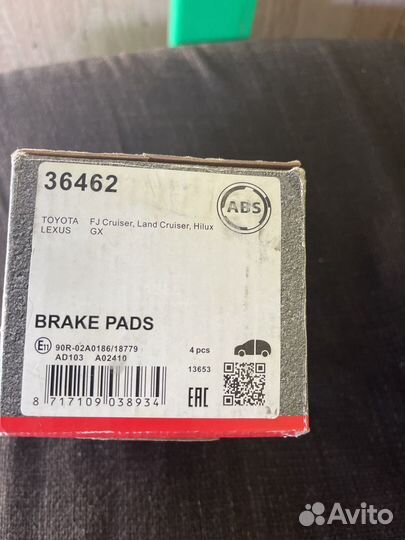 36462
ABS
TOYOTA FJ Cruiser, Land Cruiser, Hilux
LEXUS GX
BRAKE PADS
E11 90R-02A0186/18779
AD103 A02410
4 pcs
13653
8 717109 038934
EAC
Avito